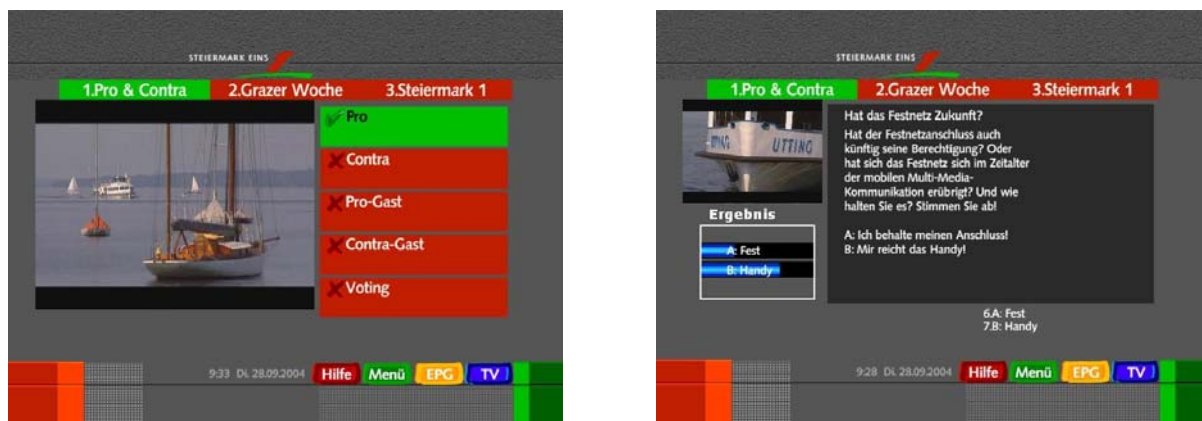 STEIERMARK EINS
1.Pro & Contra 2.Grazer Woche 3.Steiermark 1
Pro
Contra
Pro-Gast
Contra-Gast
Voting
9:33 Di. 28.09.2004 Hilfe Menü EPG TV
STEIERMARK EINS
1.Pro & Contra 2.Grazer Woche 3.Steiermark 1
UTTING
Hat das Festnetz Zukunft?
Hat der Festnetzanschluss auch
künftig seine Berechtigung? Oder
hat sich das Festnetz sich im Zeitalter
der mobilen Multi-Media-
Kommunikation erübrigt? Und wie
halten Sie es? Stimmen Sie ab!
A: Ich behalte meinen Anschluss!
B: Mir reicht das Handy!
Ergebnis
A: Fest
B: Handy
6.A: Fest
7.B: Handy
9:28 Di. 28.09.2004 Hilfe Menü EPG TV